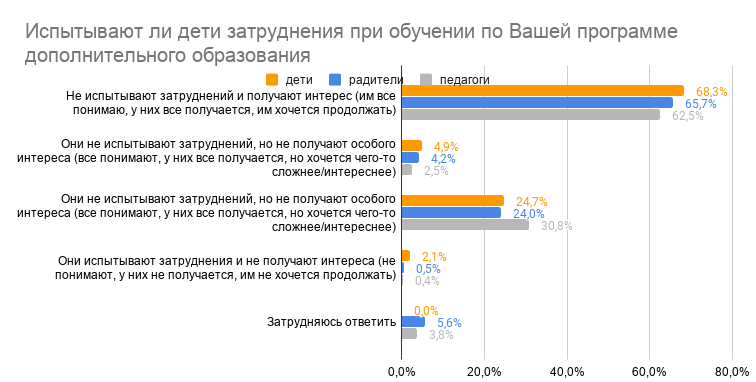 Испытывают ли дети затруднения при обучении по Вашей программе
дополнительного образования
дети радители педагоги
Не испытывают затруднений и получают интерес (им все
понимаю, у них все получается, им хочется продолжать)
68,3%
65,7%
62,5%
Они не испытывают затруднений, но не получают особого
интереса (все понимают, у них все получается, но хочется чего-то
сложнее/интереснее)
4,9%
4,2%
2,5%
Они не испытывают затруднений, но не получают особого
интереса (все понимают, у них все получается, но хочется чего-то
сложнее/интереснее)
24,7%
24,0%
30,8%
Они испытывают затруднения и не получают интереса (не
понимают, у них не получается, им не хочется продолжать)
2,1%
0,5%
0,4%
Затрудняюсь ответить
0,0%
5,6%
3,8%
0,0% 20,0% 40,0% 60,0% 80,0%